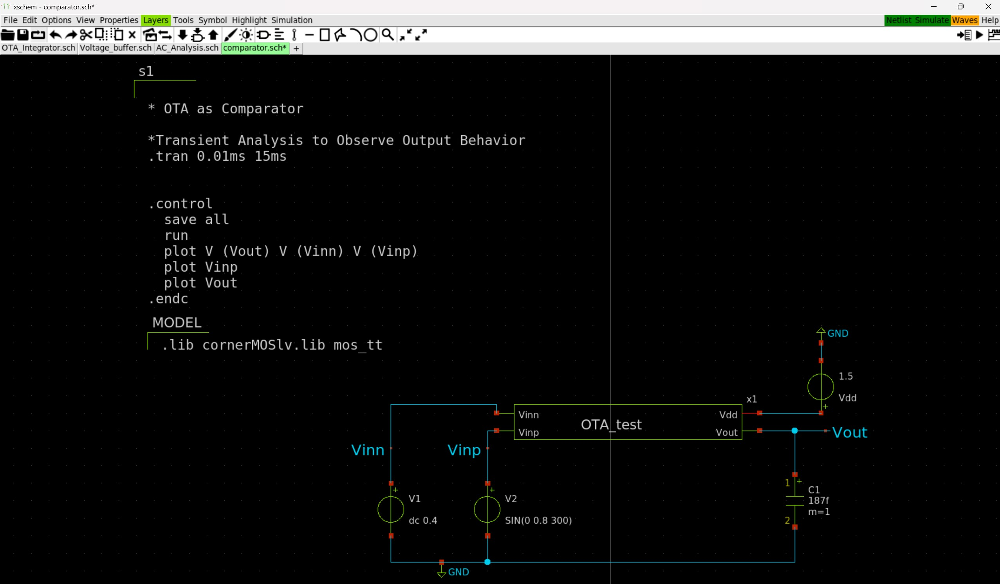 xschem - comparator.sch*
File Edit Options View Properties Layers Tools Symbol Highlight Simulation Netlist Simulate Waves Help
OTA_Integrator.sch Voltage_buffer.sch AC_Analysis.sch comparator.sch* +
s1
* OTA as Comparator
*Transient Analysis to Observe Output Behavior
.tran 0.01ms 15ms
.control
save all
run
plot V (Vout) V (Vinn) V (Vinp)
plot Vinp
plot Vout
.endc
MODEL
.lib cornerMOSlv.lib mos_tt
GND
1.5
Vdd
+
x1
Vinn
Vinp
OTA_test
Vdd
Vout
Vout
Vinn
Vinp
+
V1
dc 0.4
+
V2
SIN(0 0.8 300)
1
+
C1
187f
m=1
2
GND